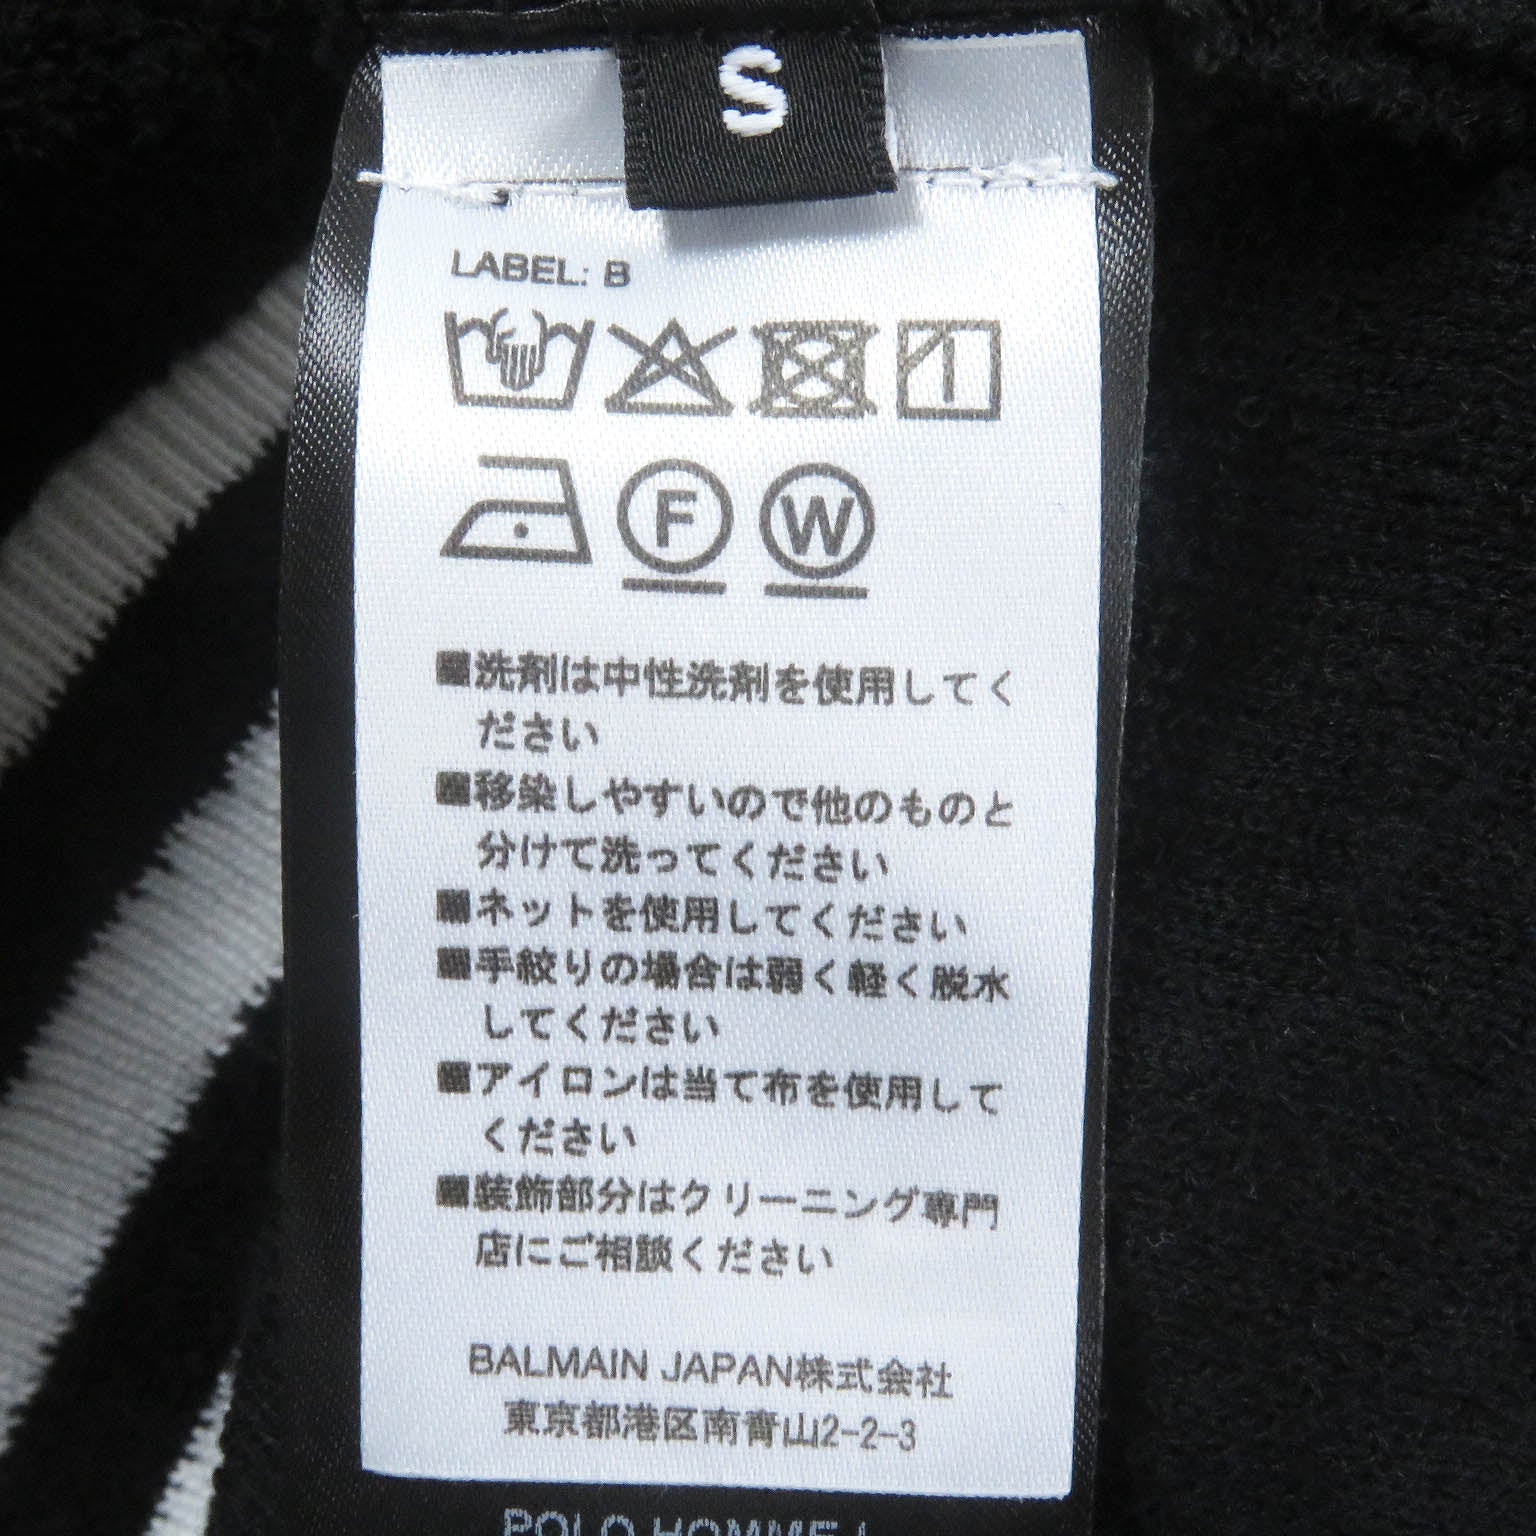 S
LABEL: B
F W
■洗剤は中性洗剤を使用してく
ださい
■移染しやすいので他のものと
分けて洗ってください
■ネットを使用してください
■手絞りの場合は弱く軽く脱水
してください
■アイロンは当て布を使用して
ください
■装飾部分はクリーニング専門
店にご相談ください
BALMAIN JAPAN株式会社
東京都港区南青山2-2-3
POLO HOMME